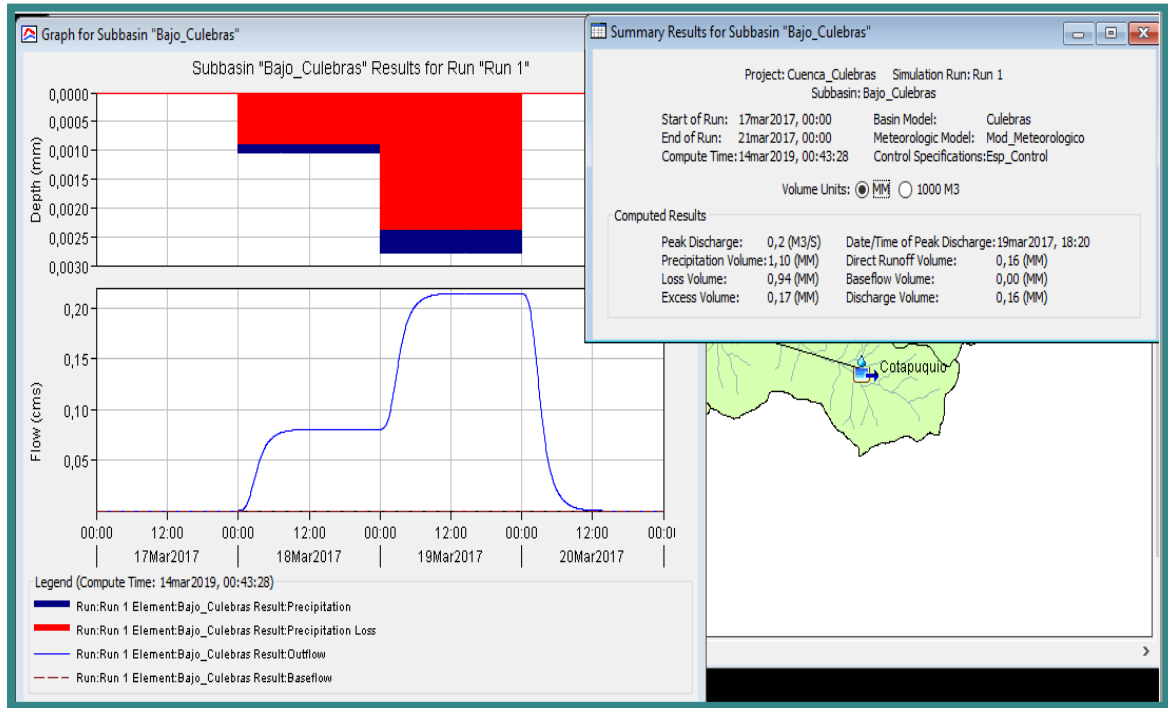 Graph for Subbasin "Bajo_Culebras"
Subbasin "Bajo_Culebras" Results for Run "Run 1"
0,0000
0,0005
0,0010
0,0015
0,0020
0,0025
0,0030
Depth (mm)
0,20
0,15
0,10
0,05
Flow (cms)
00:00 12:00 00:00 12:00 00:00 12:00 00:00 12:00 00:0
17Mar2017 18Mar2017 19Mar2017 20Mar2017
Legend (Compute Time: 14mar2019, 00:43:28)
Run:Run 1 Element:Bajo_Culebras Result:Precipitation
Run:Run 1 Element:Bajo_Culebras Result:Precipitation Loss
Run:Run 1 Element:Bajo_Culebras Result:Outflow
Run:Run 1 Element:Bajo_Culebras Result:Baseflow
Summary Results for Subbasin "Bajo_Culebras"
Project: Cuenca_Culebras Simulation Run: Run 1
Subbasin: Bajo_Culebras
Start of Run: 17mar2017, 00:00 Basin Model: Culebras
End of Run: 21mar2017, 00:00 Meteorologic Model: Mod_Meteorologico
Compute Time:14mar2019, 00:43:28 Control Specifications:Esp_Control
Volume Units: MM 1000 M3
Computed Results
Peak Discharge: 0,2 (M3/S) Date/Time of Peak Discharge:19mar2017, 18:20
Precipitation Volume:1,10 (MM) Direct Runoff Volume: 0,16 (MM)
Loss Volume: 0,94 (MM) Baseflow Volume: 0,00 (MM)
Excess Volume: 0,17 (MM) Discharge Volume: 0,16 (MM)
Cotapuquio